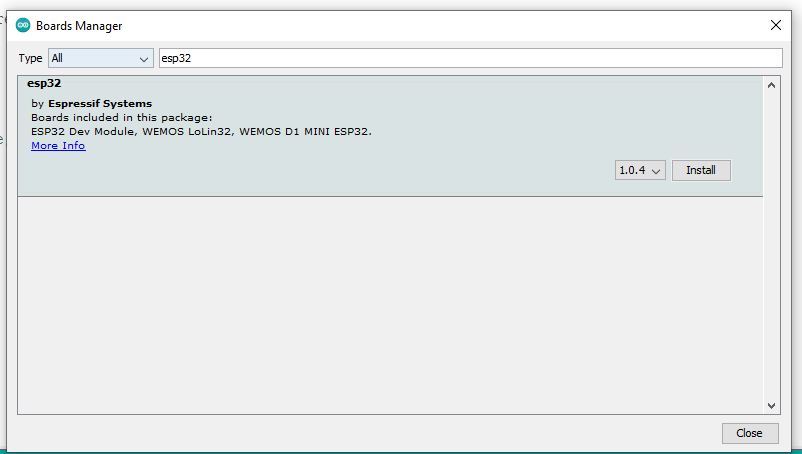 Boards Manager
Type All esp32
esp32
by Espressif Systems
Boards included in this package:
ESP32 Dev Module, WEMOS LoLin32, WEMOS D1 MINI ESP32.
More Info
1.0.4 Install
Close